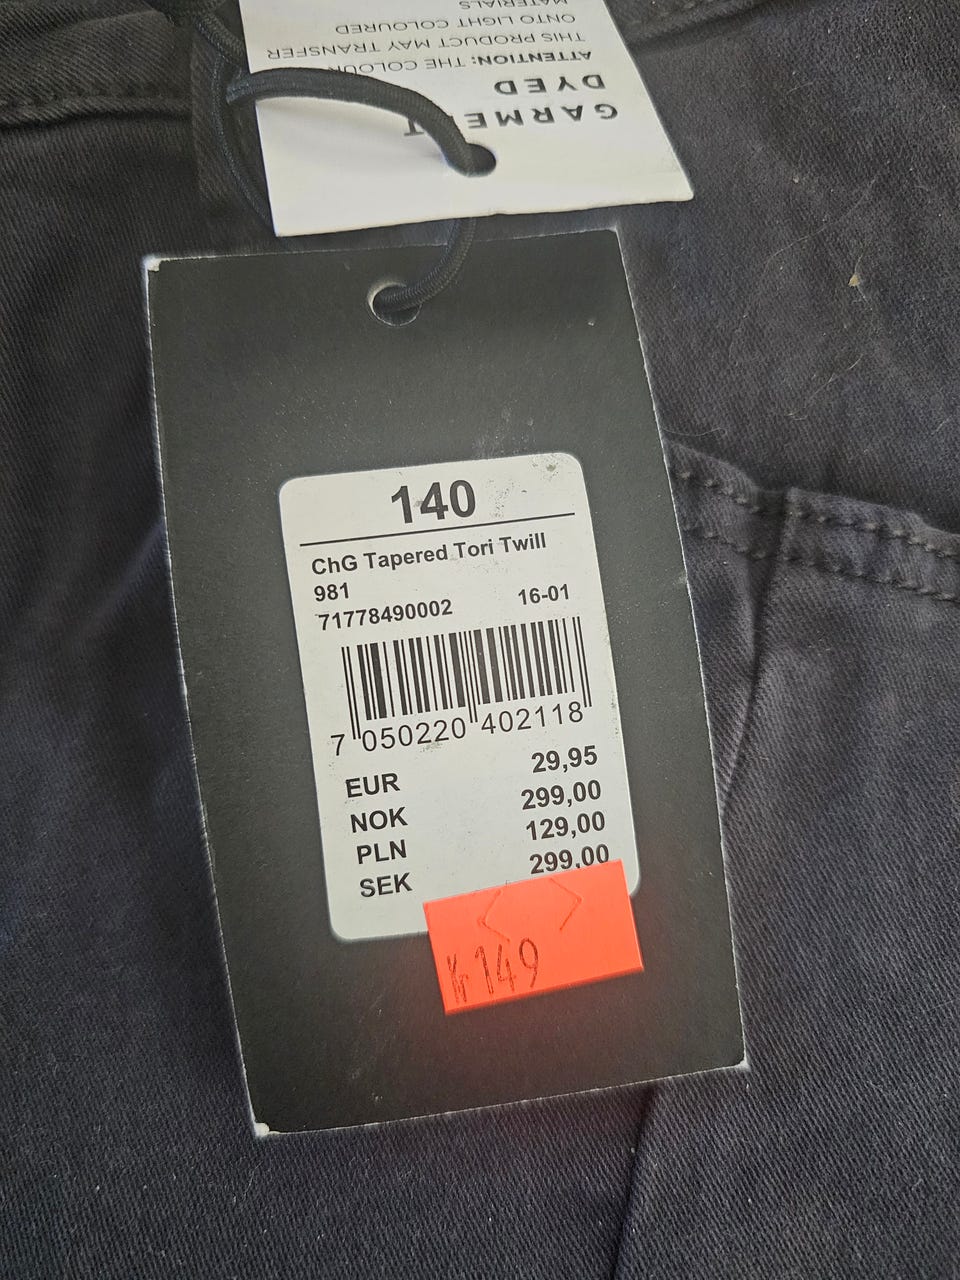 GARMENT
DYED
ATTENTION: THE COLOUR
THIS PRODUCT MAY TRANSFER
ONTO LIGHT COLOURED
MATERIALS
140
ChG Tapered Tori Twill
981
71778490002 16-01
7 050220 402118
EUR 29,95
NOK 299,00
PLN 129,00
SEK 299,00
Kr 149